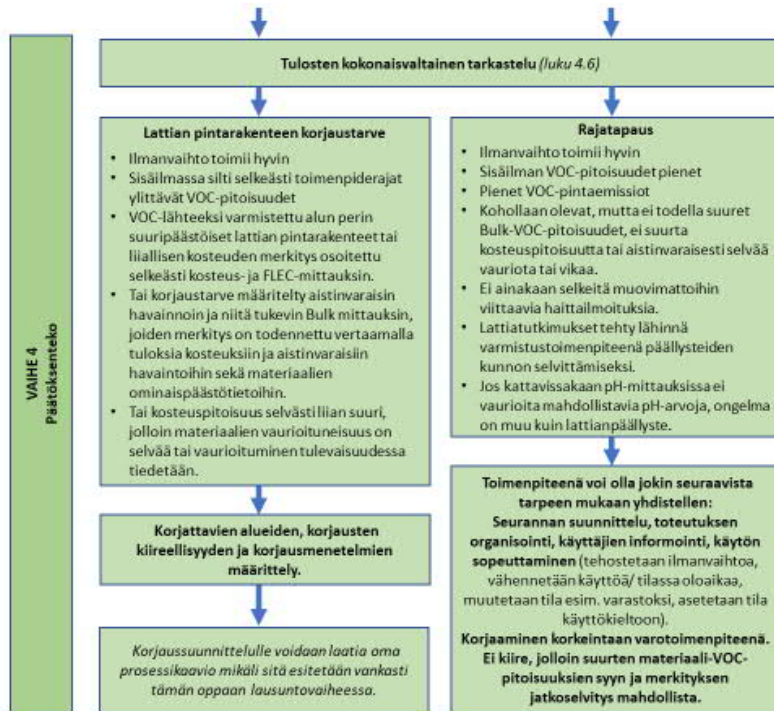 VAIHE 4
Päätöksenteko
Tulosten kokonaisvaltainen tarkastelu (luku 4.6)
Lattian pintarakenteen korjaustarve
• Ilmanvaihto toimii hyvin
• Sisäilmassa silti selkeästi toimenpiderajat
ylittävät VOC-pitoisuudet
• VOC-lähteeksi varmistettu alun perin
suuripäästöiset lattian pintarakenteet tai
liiallisen kosteuden merkitys osoitettu
selkeästi kosteus- ja FLEC-mittauksin.
• Tai korjaustarve määritelty aistinvaraisin
havainnoin ja niitä tukevin Bulk mittauksin,
joiden merkitys on todennettu vertaamalla
tuloksia kosteuksiin ja aistinvaraisiin
havaintoihin sekä materiaalien
ominaispäästötietoihin.
• Tai kosteuspitoisuus selvästi liian suuri,
jolloin materiaalien vaurioituneisuus on
selvää tai vaurioituminen tulevaisuudessa
tiedetään.
Korjattavien alueiden, korjausten
kiireellisyyden ja korjausmenetelmien
määrittely.
Korjaussuunnittelulle voidaan laatia oma
prosessikaavio mikäli sitä esitetään vankasti
tämän oppaan lausuntovaiheessa.
Rajatapaus
• Ilmanvaihto toimii hyvin
• Sisäilman VOC-pitoisuudet pienet
• Pienet VOC-pintaemissiot
• Kohollaan olevat, mutta ei todella suuret
Bulk-VOC-pitoisuudet, ei suurta
kosteuspitoisuutta tai aistinvaraisesti selvää
vauriota tai vikaa.
• Ei ainakaan selkeitä muovimattoihin
viittaavia haittailmoituksia.
• Lattiatutkimukset tehty lähinnä
varmistustoimenpiteenä päällysteiden
kunnon selvittämiseksi.
• Jos kattavissakaan pH-mittauksissa ei
vaurioita mahdollistavia pH-arvoja, ongelma
on muu kuin lattianpäällyste.
Toimenpiteenä voi olla jokin seuraavista
tarpeen mukaan yhdistellen:
Seurannan suunnittelu, toteutuksen
organisointi, käyttäjien informointi, käytön
sopeuttaminen (tehostetaan ilmanvaihtoa,
vähennetään käyttöä/ tilassa oloaikaa,
muutetaan tila esim. varastoksi, asetetaan tila
käyttökieltoon).
Korjaaminen korkeintaan varotoimenpiteenä.
Ei kiire, jolloin suurten materiaali-VOC-
pitoisuuksien syyn ja merkityksen
jatkoselvitys mahdollista.